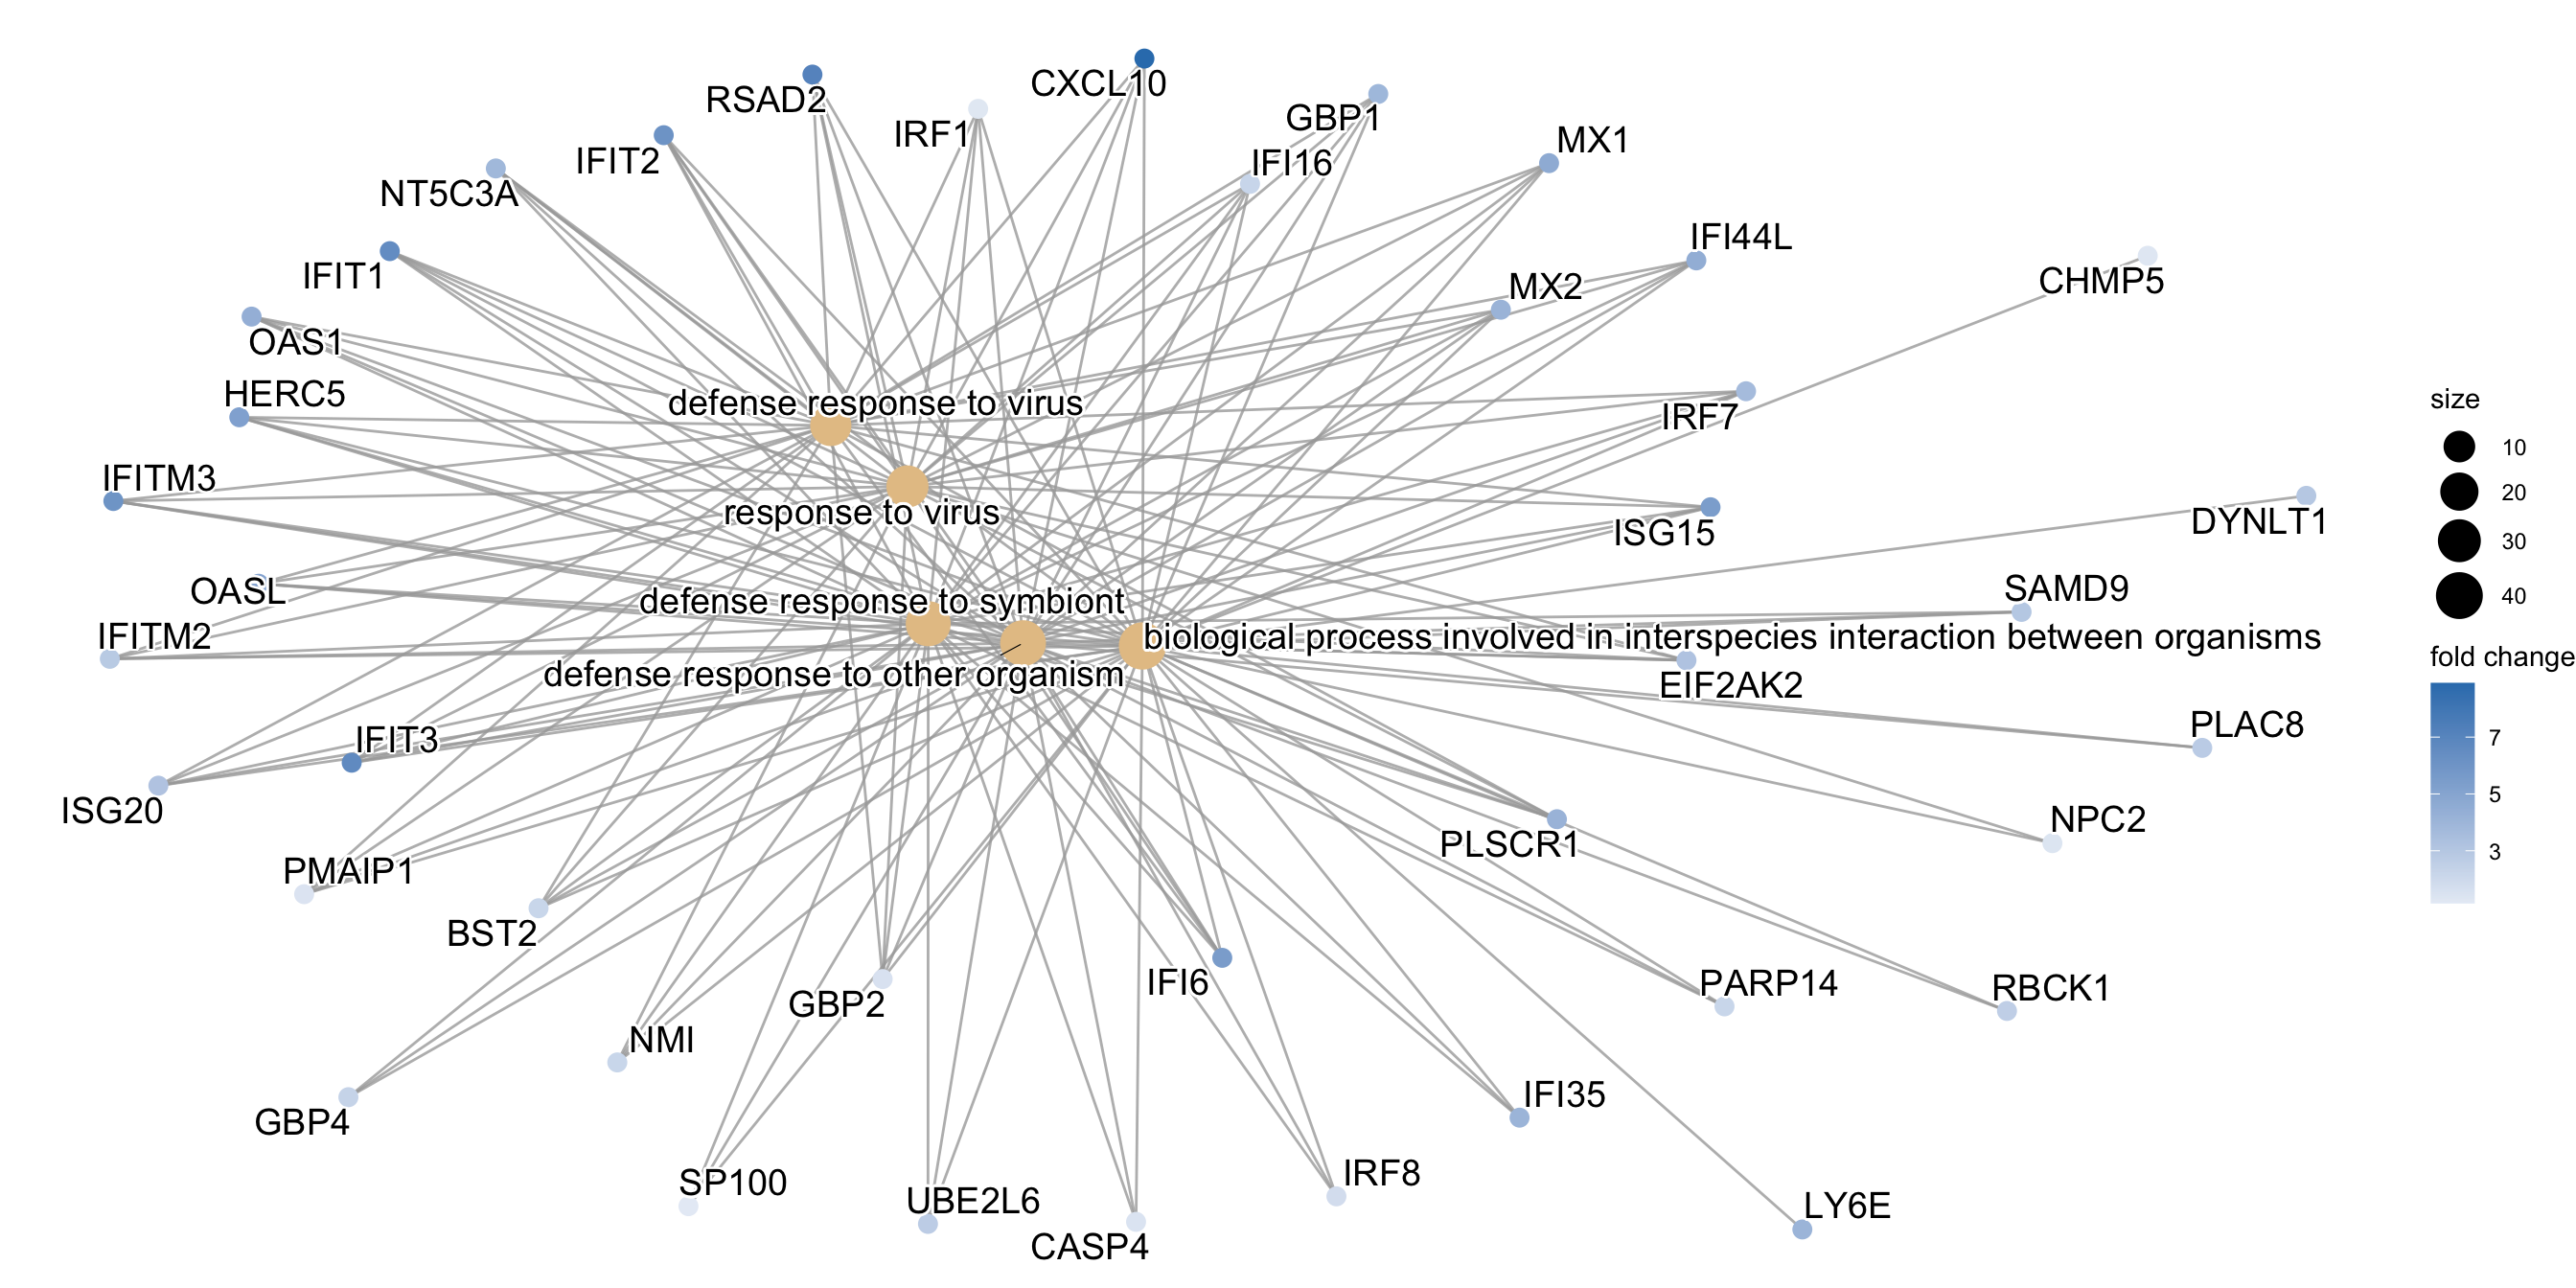 CXCL10
RSAD2
IRF1
GBP1
MX1
IFIT2
IFI16
NT5C3A
IFI44L
IFIT1
CHMP5
MX2
OAS1
HERC5
defense response to virus
IRF7
size
10
20
30
40
IFITM3
response to virus
ISG15
DYNLT1
OASL
defense response to symbiont
SAMD9
IFITM2
biological process involved in interspecies interaction between organisms
fold change
7
5
3
defense response to other organism
EIF2AK2
PLAC8
IFIT3
ISG20
NPC2
PLSCR1
PMAIP1
BST2
IFI6
PARP14
RBCK1
GBP2
NMI
IFI35
GBP4
SP100
IRF8
UBE2L6
LY6E
CASP4